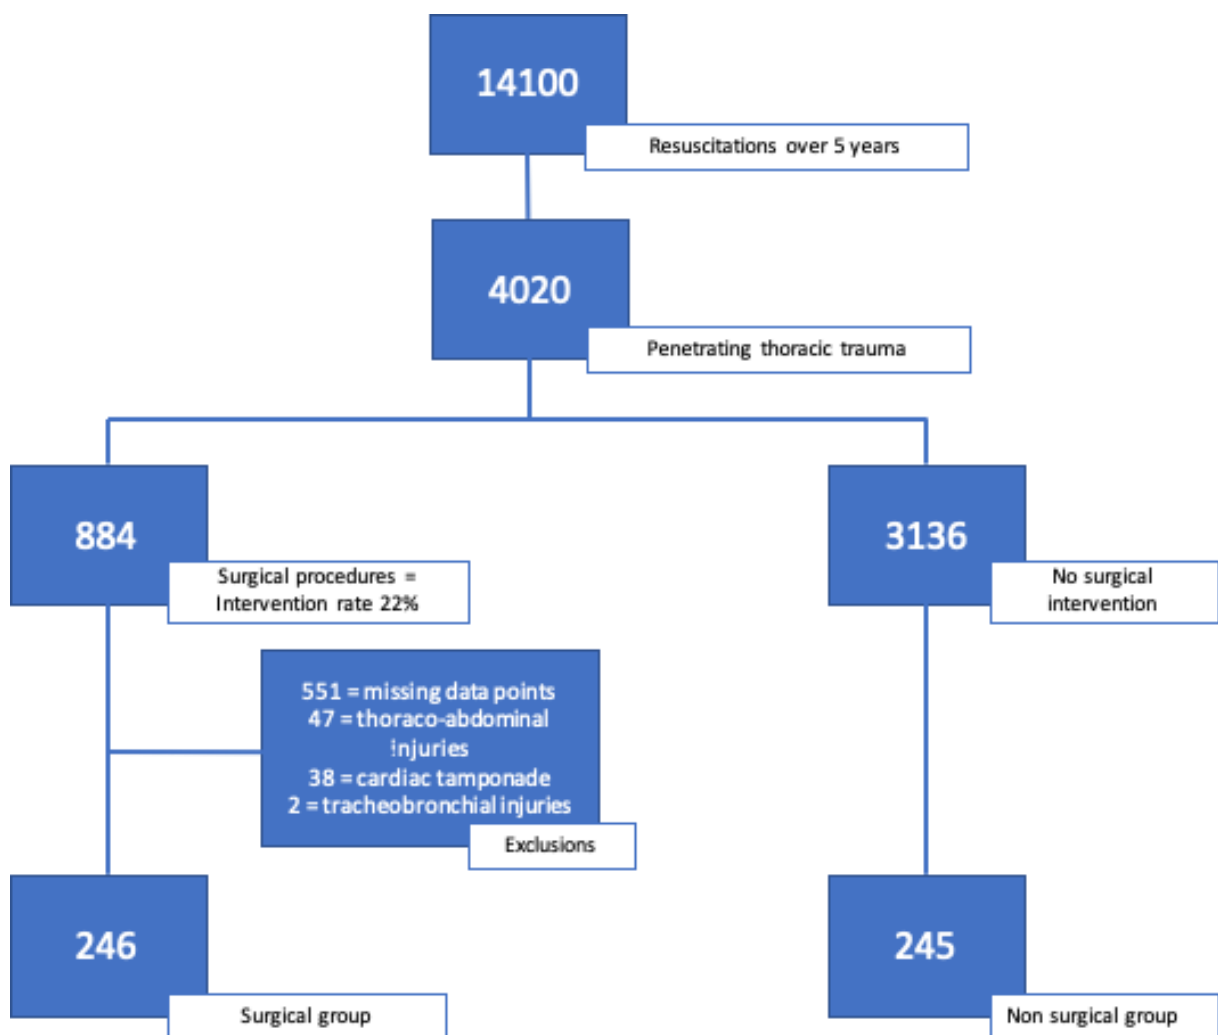 14100
Resuscitations over 5 years
4020
Penetrating thoracic trauma
884
Surgical procedures =
Intervention rate 22%
3136
No surgical
intervention
551 = missing data points
47 = thoraco-abdominal
injuries
38 = cardiac tamponade
2 = tracheobronchial injuries
Exclusions
246
Surgical group
245
Non surgical group